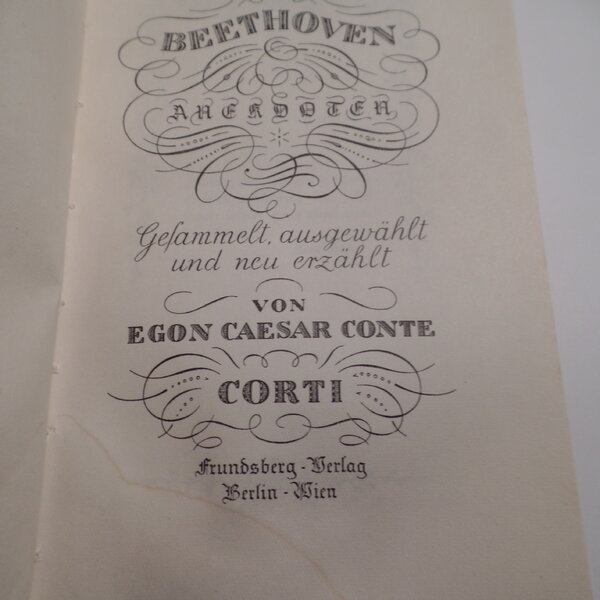 BEETHOVEN
ANEKDOTEN
Geſammelt, ausgewählt
und neu erzählt
VON
EGON CAESAR CONTE
CORTI
Frundsberg-Verlag
Berlin-Wien